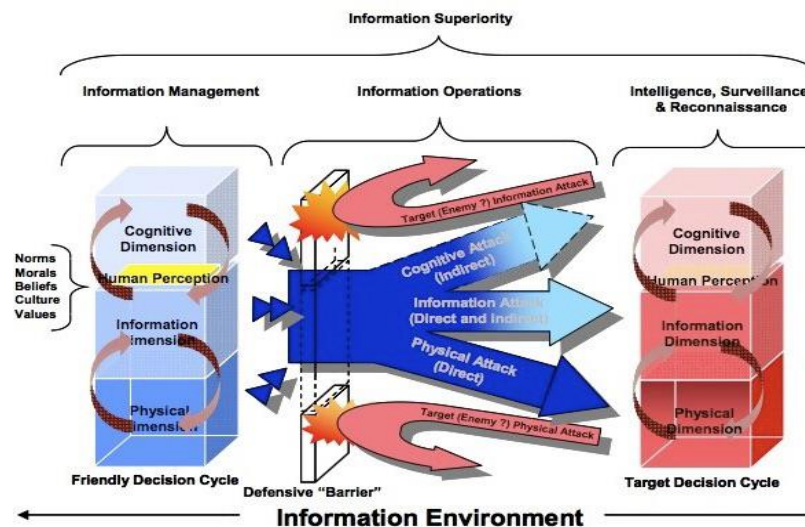 Information Superiority
Information Management
Information Operations
Intelligence, Surveillance
& Reconnaissance
Target (Enemy ?) Information Attack
Cognitive
Dimension
Human Perception
Information
Dimension
Physical
Dimension
Norms
Morals
Beliefs
Culture
Values
Cognitive Attack
(Indirect)
Information Attack
(Direct and Indirect)
Physical Attack
(Direct)
Target (Enemy ?) Physical Attack
Cognitive
Dimension
Human Perception
Information
Dimension
Physical
Dimension
Friendly Decision Cycle
Defensive “Barrier”
Target Decision Cycle
Information Environment